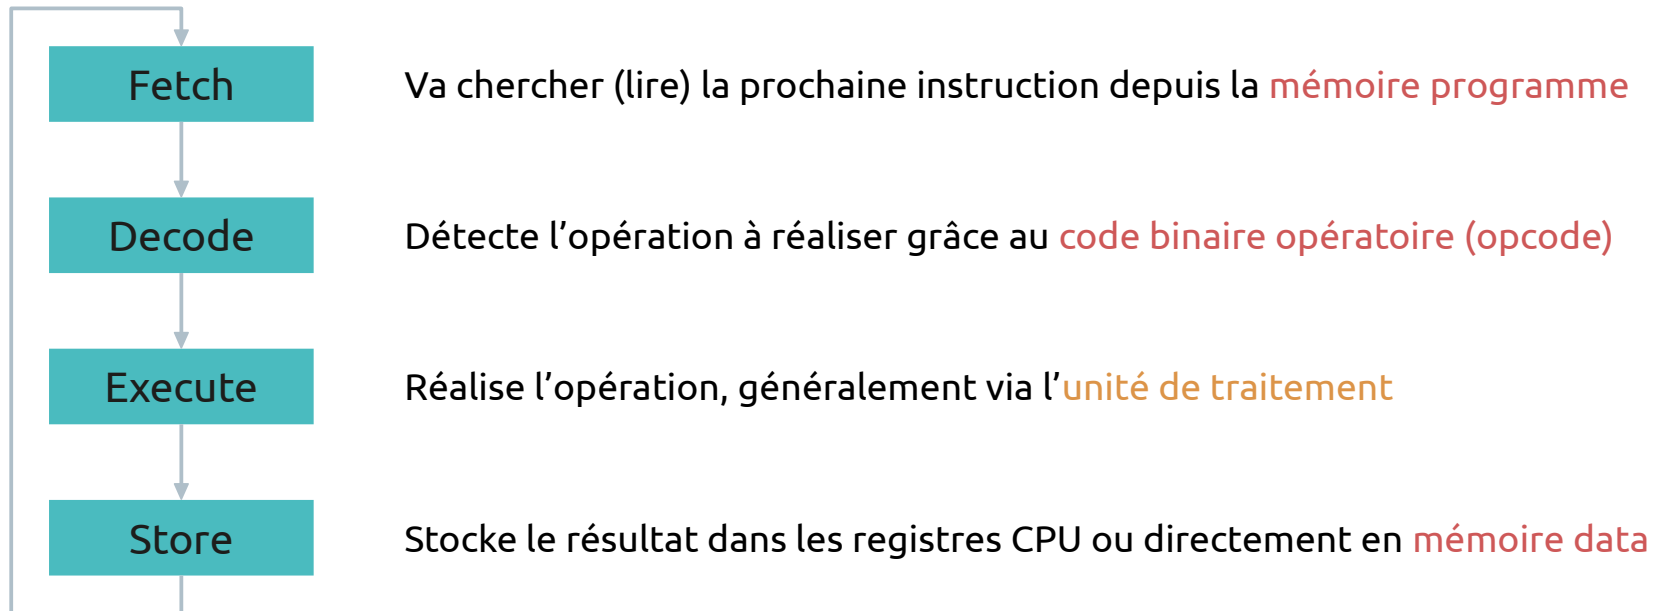 Fetch
Va chercher (lire) la prochaine instruction depuis la mémoire programme
Decode
Détecte l’opération à réaliser grâce au code binaire opératoire (opcode)
Execute
Réalise l’opération, généralement via l’unité de traitement
Store
Stocke le résultat dans les registres CPU ou directement en mémoire data